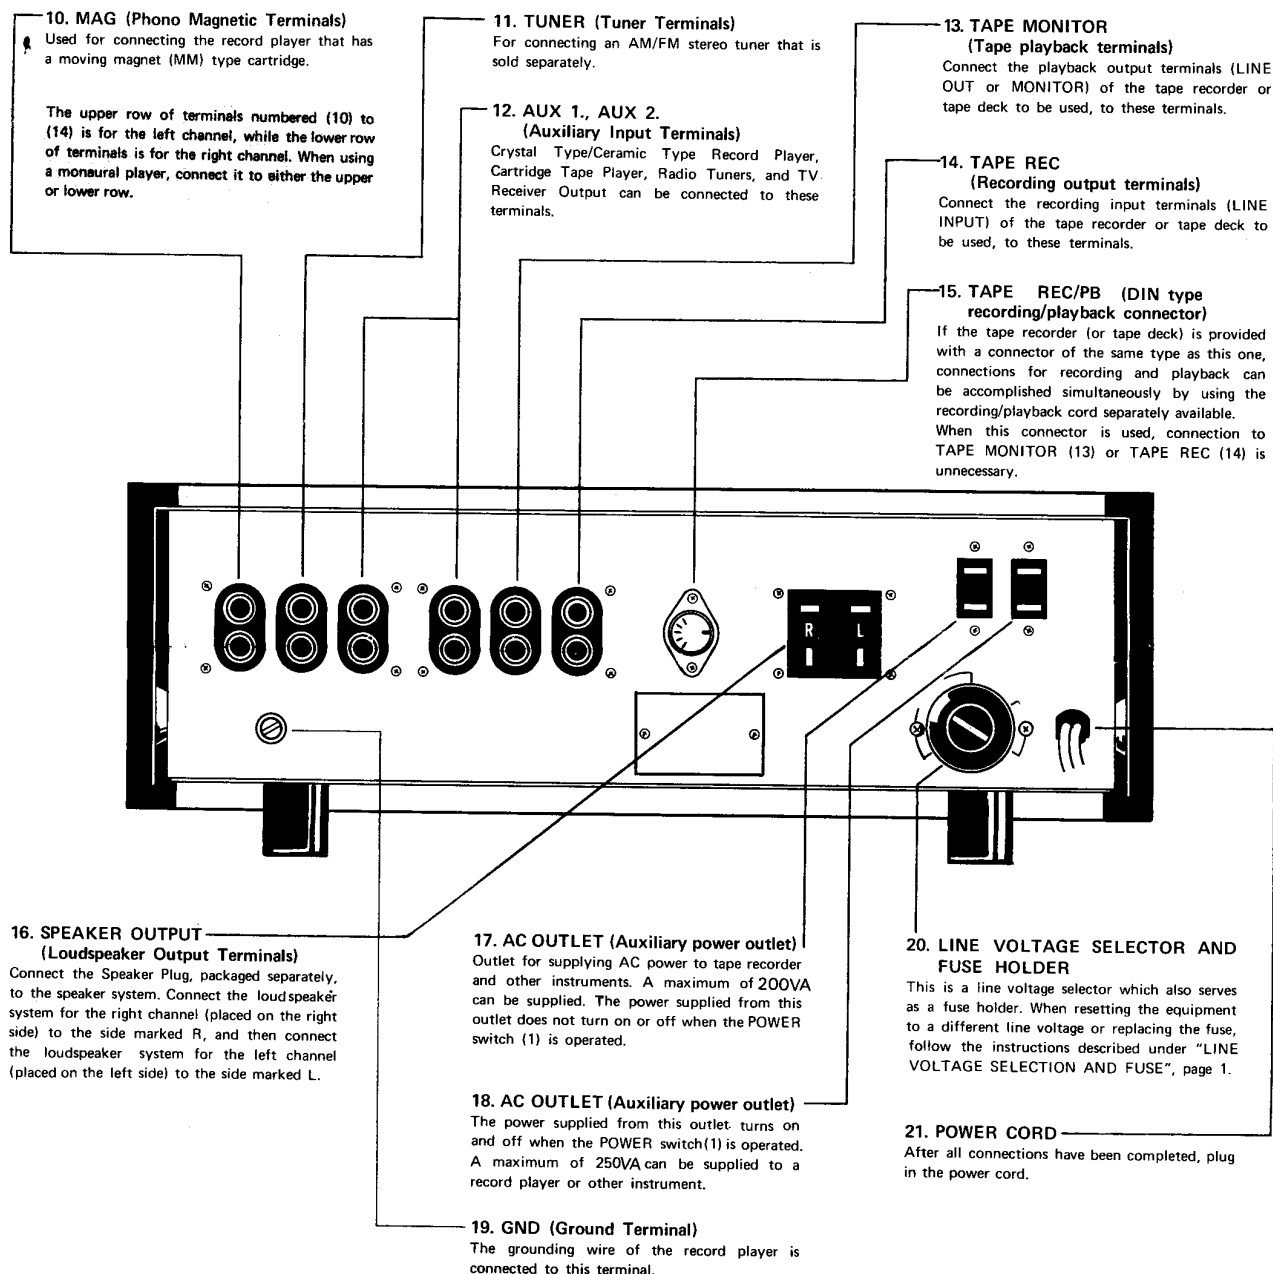 10. MAG (Phono Magnetic Terminals)
Used for connecting the record player that has
a moving magnet (MM) type cartridge.
The upper row of terminals numbered (10) to
(14) is for the left channel, while the lower row
of terminals is for the right channel. When using
a monaural player, connect it to either the upper
or lower row.
11. TUNER (Tuner Terminals)
For connecting an AM/FM stereo tuner that is
sold separately.
12. AUX 1., AUX 2.
(Auxiliary Input Terminals)
Crystal Type/Ceramic Type Record Player,
Cartridge Tape Player, Radio Tuners, and TV
Receiver Output can be connected to these
terminals.
13. TAPE MONITOR
(Tape playback terminals)
Connect the playback output terminals (LINE
OUT or MONITOR) of the tape recorder or
tape deck to be used, to these terminals.
14. TAPE REC
(Recording output terminals)
Connect the recording input terminals (LINE
INPUT) of the tape recorder or tape deck to
be used, to these terminals.
15. TAPE REC/PB (DIN type
recording/playback connector)
If the tape recorder (or tape deck) is provided
with a connector of the same type as this one,
connections for recording and playback can
be accomplished simultaneously by using the
recording/playback cord separately available.
When this connector is used, connection to
TAPE MONITOR (13) or TAPE REC (14) is
unnecessary.
R L
16. SPEAKER OUTPUT
(Loudspeaker Output Terminals)
Connect the Speaker Plug, packaged separately,
to the speaker system. Connect the loudspeaker
system for the right channel (placed on the right
side) to the side marked R, and then connect
the loudspeaker system for the left channel
(placed on the left side) to the side marked L.
17. AC OUTLET (Auxiliary power outlet)
Outlet for supplying AC power to tape recorder
and other instruments. A maximum of 200VA
can be supplied. The power supplied from this
outlet does not turn on or off when the POWER
switch (1) is operated.
18. AC OUTLET (Auxiliary power outlet)
The power supplied from this outlet turns on
and off when the POWER switch(1) is operated.
A maximum of 250VA can be supplied to a
record player or other instrument.
19. GND (Ground Terminal)
The grounding wire of the record player is
connected to this terminal.
20. LINE VOLTAGE SELECTOR AND
FUSE HOLDER
This is a line voltage selector which also serves
as a fuse holder. When resetting the equipment
to a different line voltage or replacing the fuse,
follow the instructions described under "LINE
VOLTAGE SELECTION AND FUSE", page 1.
21. POWER CORD
After all connections have been completed, plug
in the power cord.